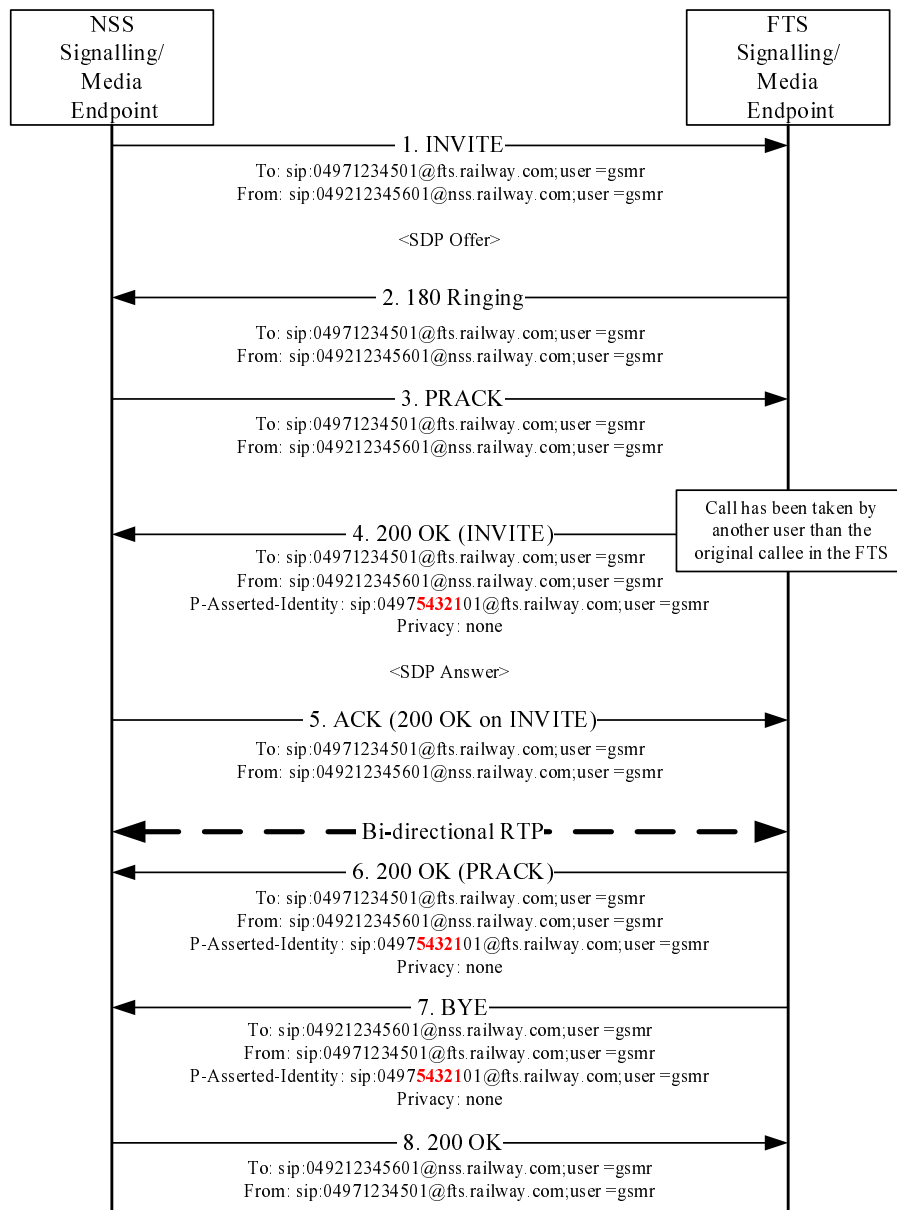 NSS
Signalling/
Media
Endpoint
FTS
Signalling/
Media
Endpoint
1. INVITE
To: sip:04971234501@fts.railway.com;user=gsmr
From: sip:049212345601@nss.railway.com;user=gsmr
<SDP Offer>
2. 180 Ringing
To: sip:04971234501@fts.railway.com;user=gsmr
From: sip:049212345601@nss.railway.com;user=gsmr
3. PRACK
To: sip:04971234501@fts.railway.com;user=gsmr
From: sip:049212345601@nss.railway.com;user=gsmr
Call has been taken by
another user than the
original callee in the FTS
4. 200 OK (INVITE)
To: sip:04971234501@fts.railway.com;user=gsmr
From: sip:049212345601@nss.railway.com;user=gsmr
P-Asserted-Identity: sip:04975432101@fts.railway.com;user=gsmr
Privacy: none
<SDP Answer>
5. ACK (200 OK on INVITE)
To: sip:04971234501@fts.railway.com;user=gsmr
From: sip:049212345601@nss.railway.com;user=gsmr
Bi-directional RTP
6. 200 OK (PRACK)
To: sip:04971234501@fts.railway.com;user=gsmr
From: sip:049212345601@nss.railway.com;user=gsmr
P-Asserted-Identity: sip:04975432101@fts.railway.com;user=gsmr
Privacy: none
7. BYE
To: sip:049212345601@nss.railway.com;user=gsmr
From: sip:04971234501@fts.railway.com;user=gsmr
P-Asserted-Identity: sip:04975432101@fts.railway.com;user=gsmr
Privacy: none
8. 200 OK
To: sip:049212345601@nss.railway.com;user=gsmr
From: sip:04971234501@fts.railway.com;user=gsmr